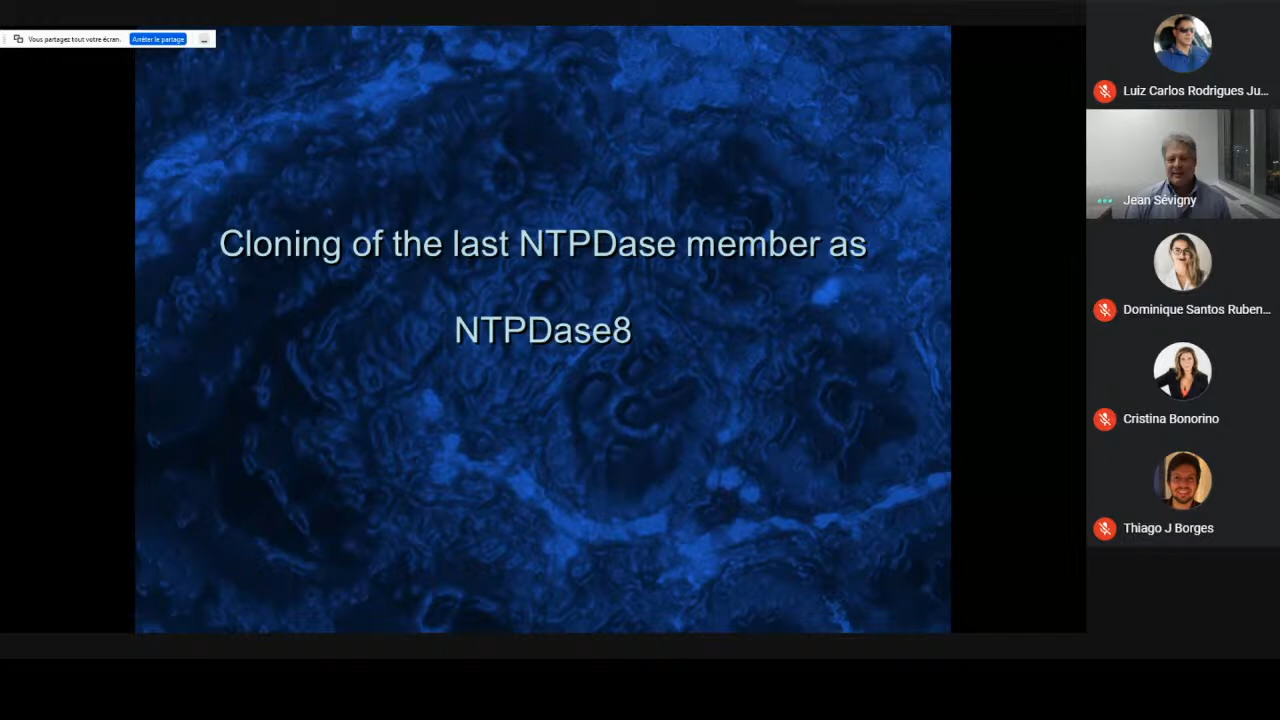 Vous partagez tout votre écran.
Arrêter le partage
Cloning of the last NTPDase member as
NTPDase8
Luiz Carlos Rodrigues Ju...
Jean Sévigny
Dominique Santos Ruben...
Cristina Bonorino
Thiago J Borges